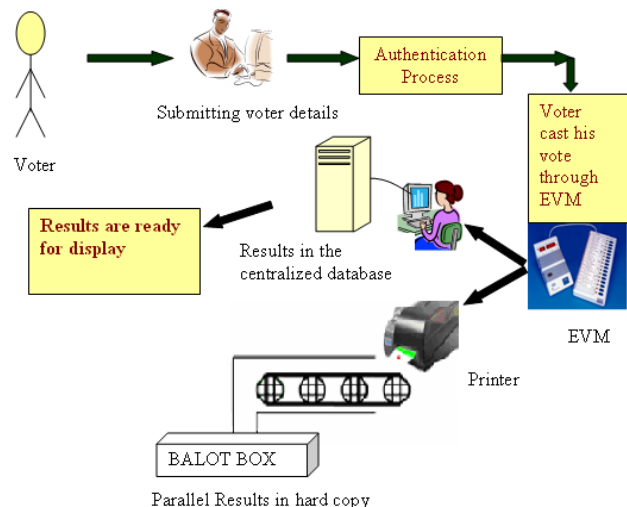 Authentication
Process
Submitting voter details
Voter
Voter
cast his
vote
through
EVM
Results are ready
for display
Results in the
centralized database
EVM
Printer
BALOT BOX
Parallel Results in hard copy